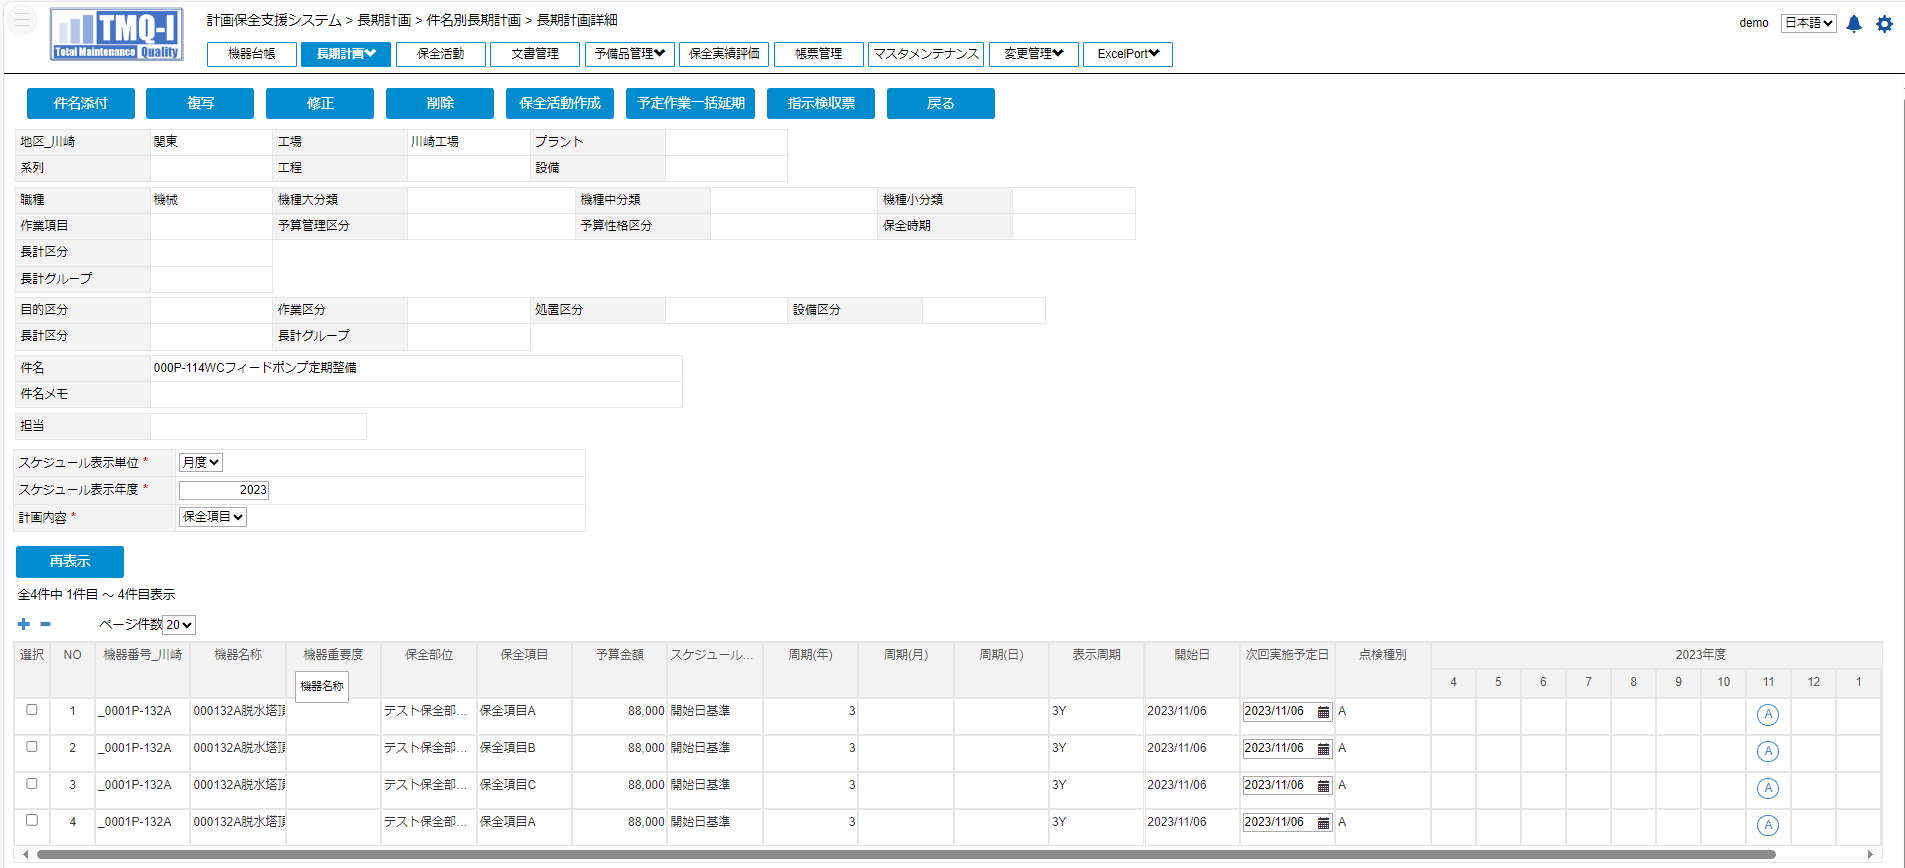 TMQ-I
Total Maintenance Quality
計画保全支援システム > 長期計画 > 件名別長期計画 > 長期計画詳細
demo 日本語
機器台帳 長期計画 保全活動 文書管理 予備品管理 保全実績評価 帳票管理 マスタメンテナンス 変更管理 ExcelPort
件名添付 複写 修正 削除 保全活動作成 予定作業一括延期 指示検収票 戻る
地区_川崎 関東 工場 川崎工場 プラント
系列 工程 設備
職種 機械 機種大分類 機種中分類 機種小分類
作業項目 予算管理区分 予算性格区分 保全時期
長計区分
長計グループ
目的区分 作業区分 処置区分 設備区分
長計区分 長計グループ
件名 000P-114WCフィードポンプ定期整備
件名メモ
担当
スケジュール表示単位 * 月度
スケジュール表示年度 * 2023
計画内容 * 保全項目
再表示
全4件中 1件目 ～ 4件目表示
ページ件数 20
選択 NO 機器番号_川崎 機器名称 機器重要度 保全部位 保全項目 予算金額 スケジュール... 周期(年) 周期(月) 周期(日) 表示周期 開始日 次回実施予定日 点検種別 2023年度
4 5 6 7 8 9 10 11 12 1
機器名称
1 _0001P-132A 000132A脱水塔頂 テスト保全部... 保全項目A 88,000 開始日基準 3 3Y 2023/11/06 2023/11/06 A A
2 _0001P-132A 000132A脱水塔頂 テスト保全部... 保全項目B 88,000 開始日基準 3 3Y 2023/11/06 2023/11/06 A A
3 _0001P-132A 000132A脱水塔頂 テスト保全部... 保全項目C 88,000 開始日基準 3 3Y 2023/11/06 2023/11/06 A A
4 _0001P-132A 000132A脱水塔頂 テスト保全部... 保全項目A 88,000 開始日基準 3 3Y 2023/11/06 2023/11/06 A A